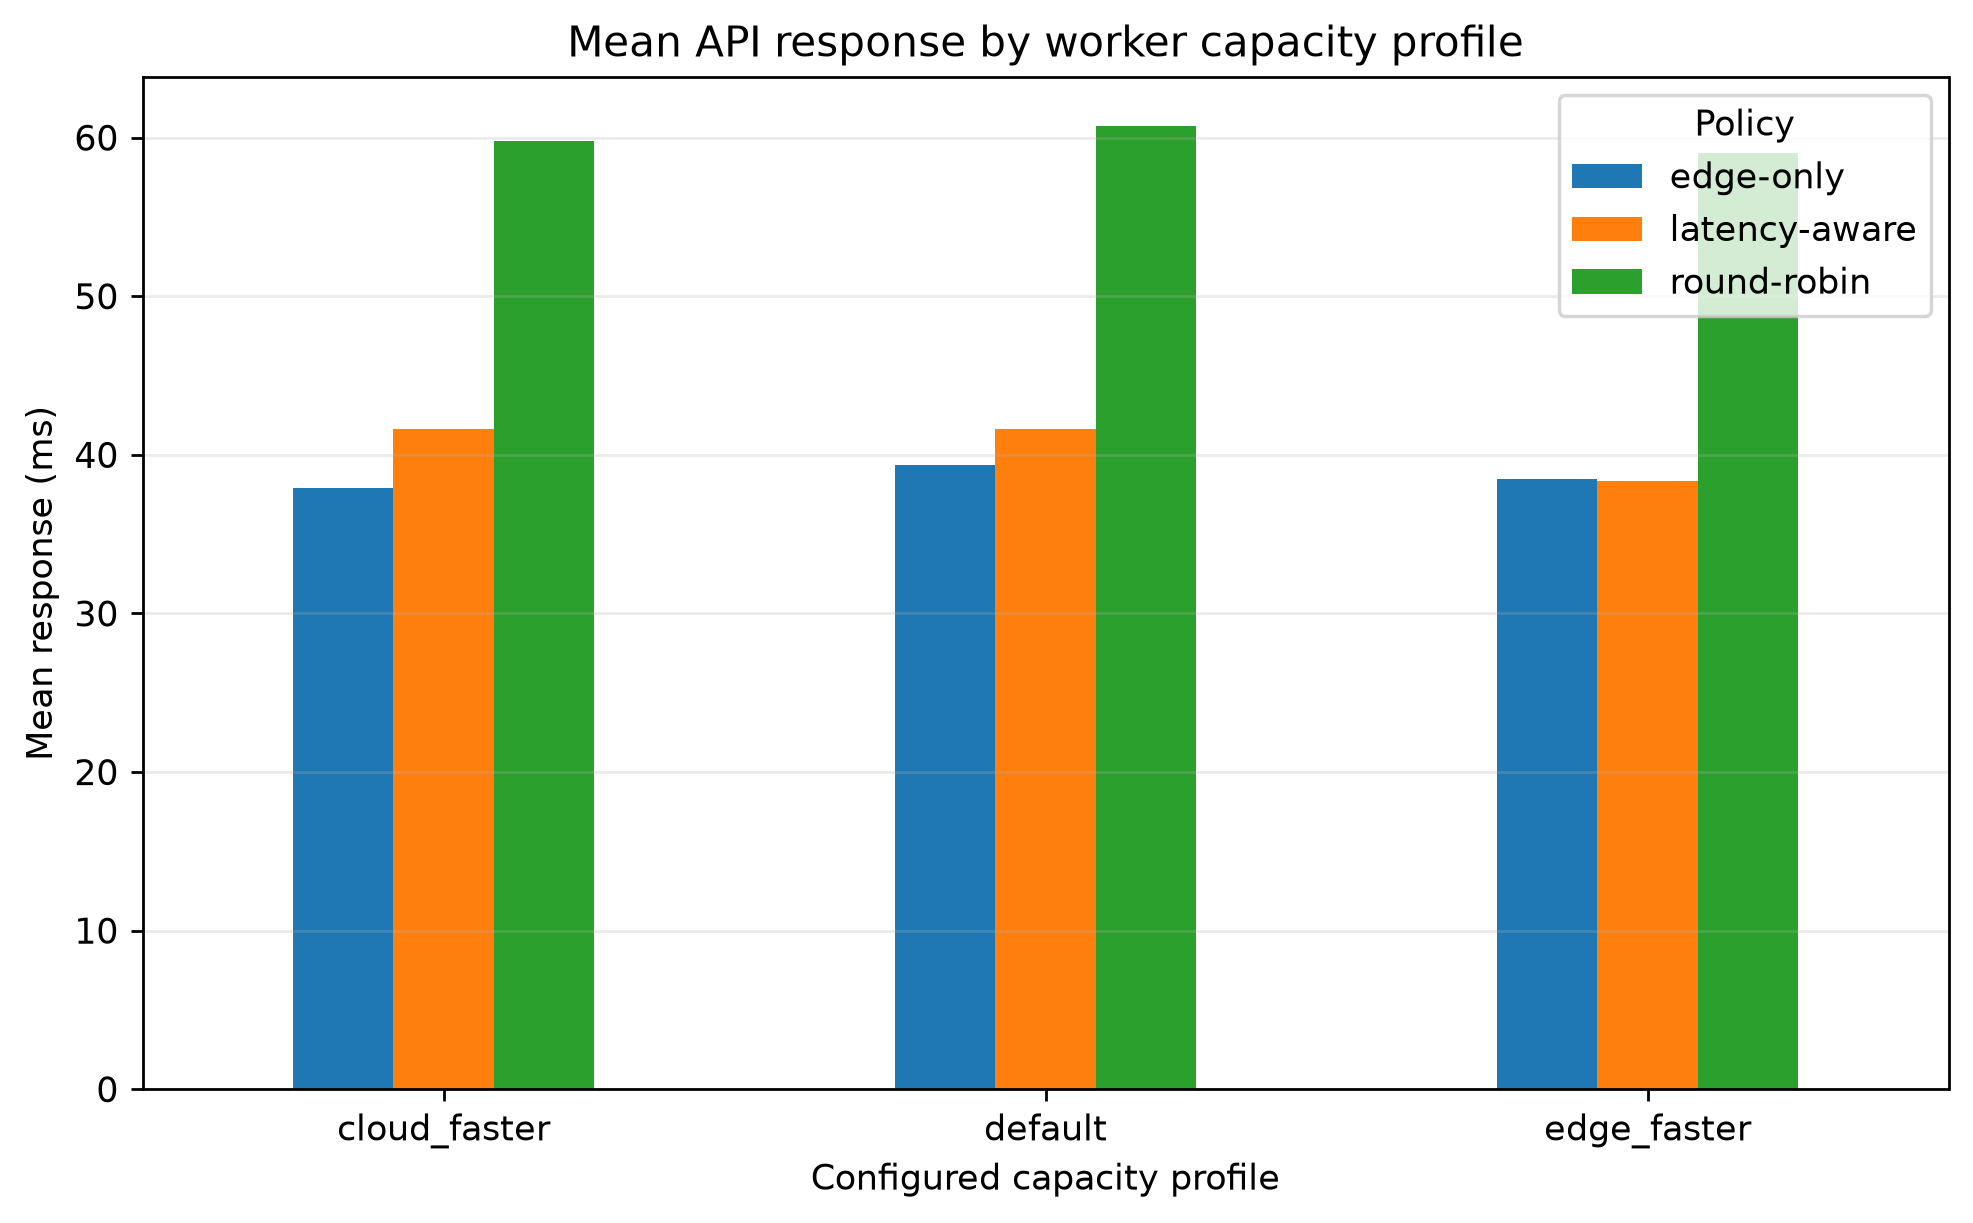 Mean API response by worker capacity profile
Policy
edge-only
latency-aware
round-robin
Mean response (ms)
60
50
40
30
20
10
0
cloud_faster
default
edge_faster
Configured capacity profile